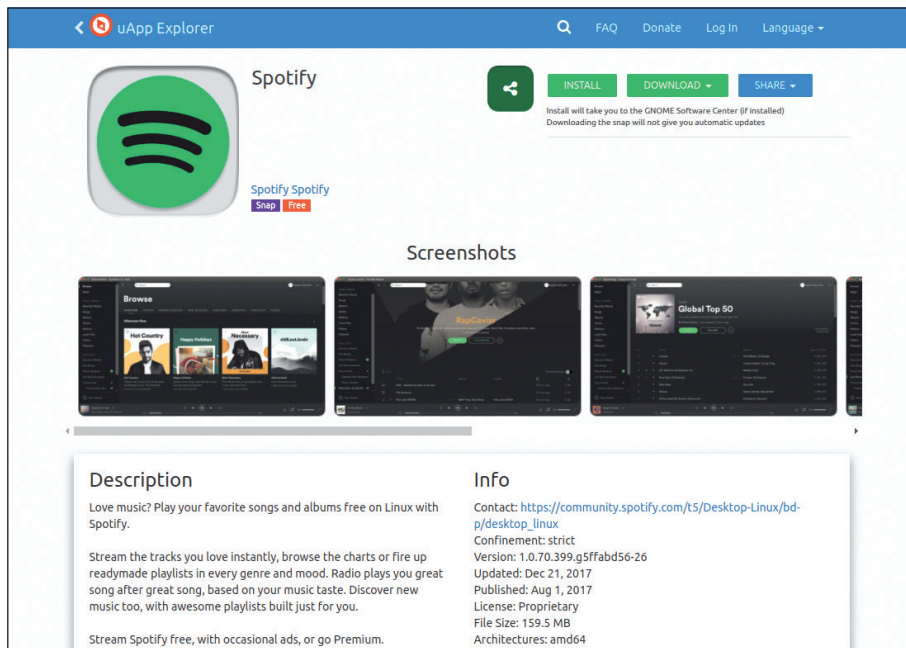 uApp Explorer
FAQ Donate Log In Language
Spotify
INSTALL DOWNLOAD SHARE
Install will take you to the GNOME Software Center (if installed)
Downloading the snap will not give you automatic updates
Spotify Spotify
Snap Free
Screenshots
Browse
Hot Country
Happy Holidays
Most Necessary
RapCaviar
Global Top 50
Description
Love music? Play your favorite songs and albums free on Linux with
Spotify.
Stream the tracks you love instantly, browse the charts or fire up
readymade playlists in every genre and mood. Radio plays you great
song after great song, based on your music taste. Discover new
music too, with awesome playlists built just for you.
Stream Spotify free, with occasional ads, or go Premium.
Info
Contact: https://community.spotify.com/t5/Desktop-Linux/bd-
p/desktop_linux
Confinement: strict
Version: 1.0.70.399.g5ffabd56-26
Updated: Dec 21, 2017
Published: Aug 1, 2017
License: Proprietary
File Size: 159.5 MB
Architectures: amd64